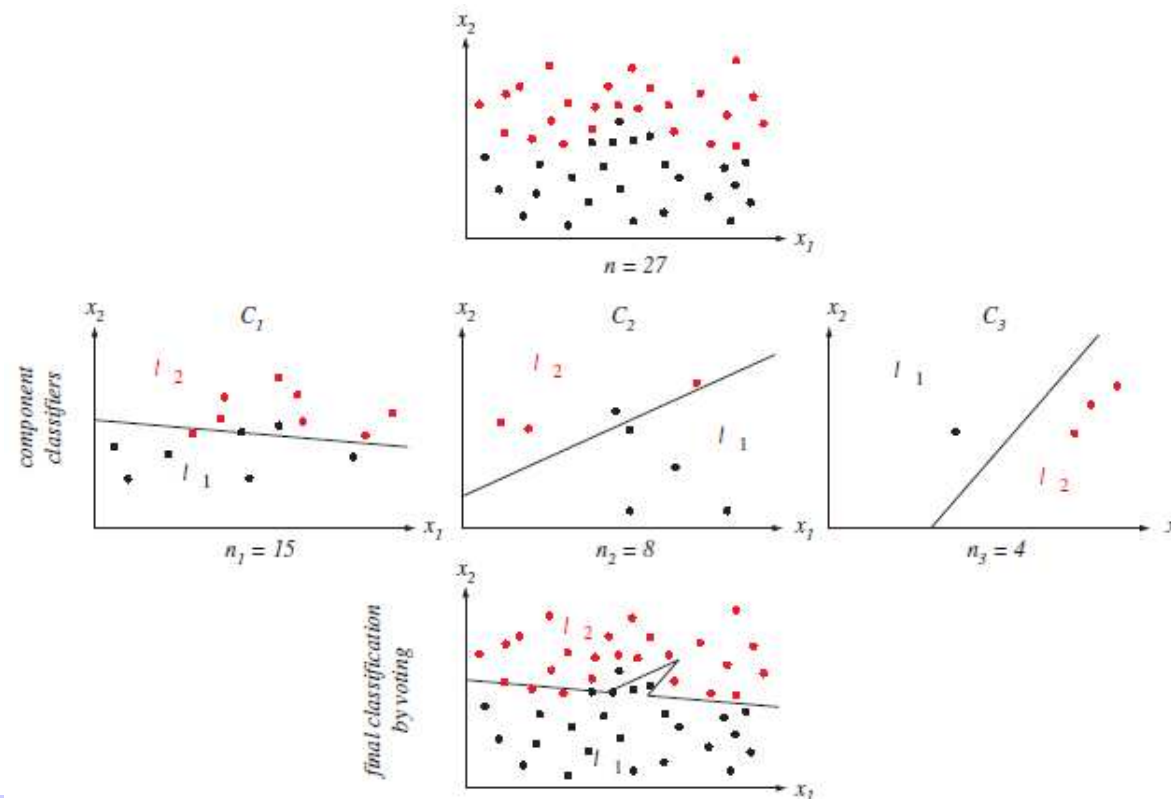 x2
x1
n = 27
x2
C1
l 2
l 1
x1
n1 = 15
component
classifiers
x2
C2
l 2
l 1
x1
n2 = 8
x2
C3
l 1
l 2
x
n3 = 4
x2
l 2
l 1
x1
final classification
by voting